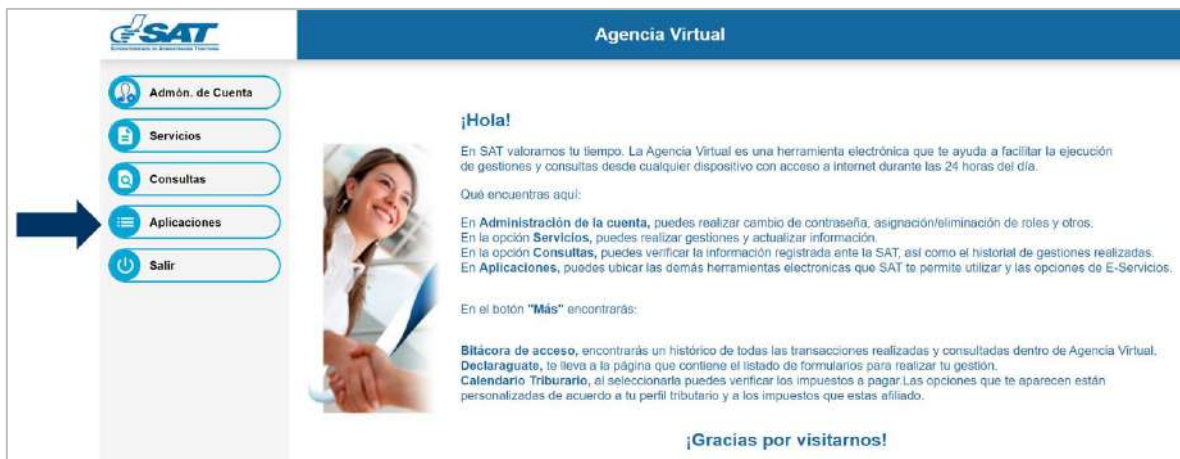 SAT
Superintendencia de Administración Tributaria
Agencia Virtual
Admón. de Cuenta
Servicios
Consultas
Aplicaciones
Salir
¡Hola!
En SAT valoramos tu tiempo. La Agencia Virtual es una herramienta electrónica que te ayuda a facilitar la ejecución
de gestiones y consultas desde cualquier dispositivo con acceso a internet durante las 24 horas del día.
Qué encuentras aquí:
En Administración de la cuenta, puedes realizar cambio de contraseña, asignación/eliminación de roles y otros.
En la opción Servicios, puedes realizar gestiones y actualizar información.
En la opción Consultas, puedes verificar la información registrada ante la SAT, así como el historial de gestiones realizadas.
En Aplicaciones, puedes ubicar las demás herramientas electronicas que SAT te permite utilizar y las opciones de E-Servicios.
En el botón "Más" encontrarás:
Bitácora de acceso, encontrarás un histórico de todas las transacciones realizadas y consultadas dentro de Agencia Virtual.
Declaraguate, te lleva a la página que contiene el listado de formularios para realizar tu gestión.
Calendario Triburario, al seleccionarla puedes verificar los impuestos a pagar.Las opciones que te aparecen están
personalizadas de acuerdo a tu perfil tributario y a los impuestos que estas afiliado.
¡Gracias por visitarnos!